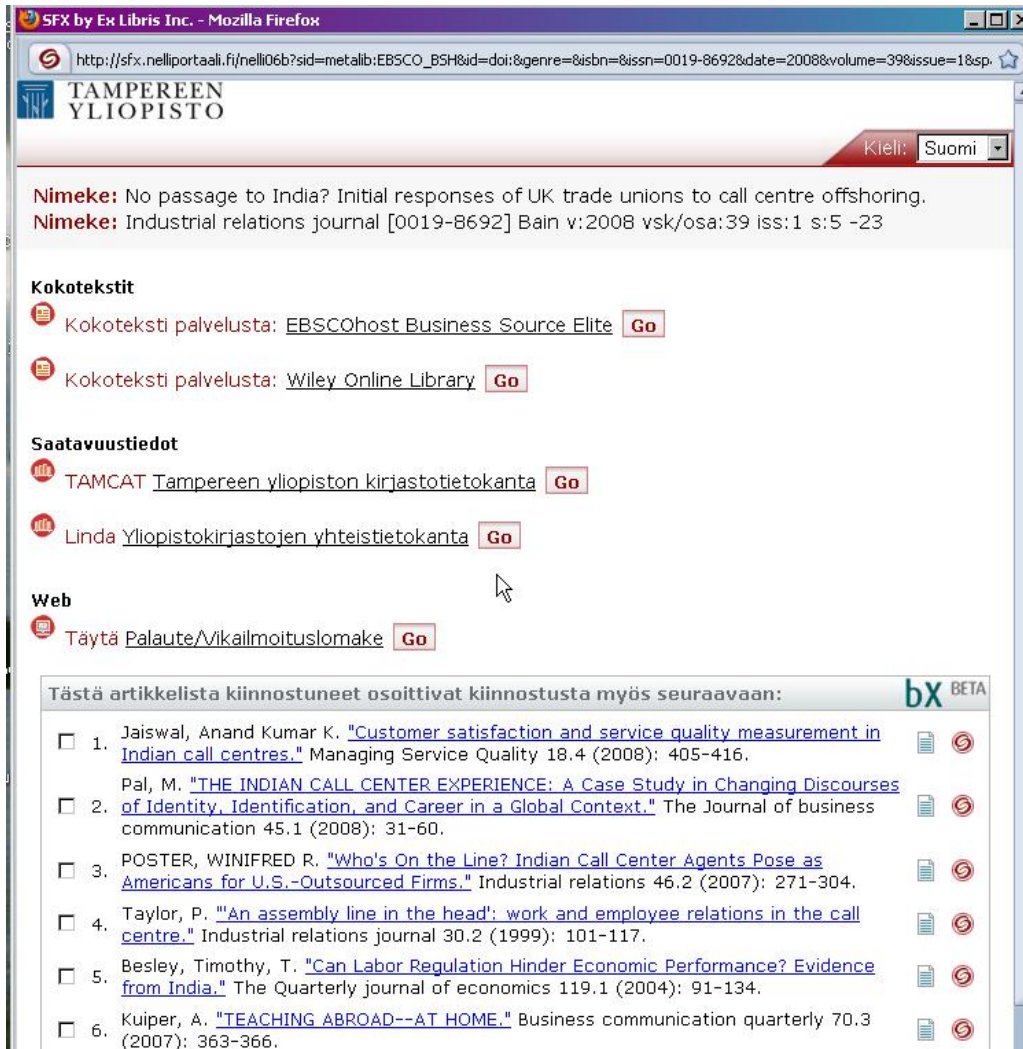 SFX by Ex Libris Inc. - Mozilla Firefox
http://sfx.nelliportaali.fi/nelli06b?sid=metalib:EBSCO_BSH&id=doi:&genre=&isbn=&issn=0019-8692&date=2008&volume=39&issue=1&sp.
TAMPEREEN
YLIOPISTO
Kieli: Suomi
Nimeke: No passage to India? Initial responses of UK trade unions to call centre offshoring.
Nimeke: Industrial relations journal [0019-8692] Bain v:2008 vsk/osa:39 iss:1 s:5 -23
Kokotekstit
Kokoteksti palvelusta: EBSCOhost Business Source Elite Go
Kokoteksti palvelusta: Wiley Online Library Go
Saatavuustiedot
TAMCAT Tampereen yliopiston kirjastotietokanta Go
Linda Yliopistokirjastojen yhteistietokanta Go
Web
Täytä Palaute/Vikailmoituslomake Go
Tästä artikkelista kiinnostuneet osoittivat kiinnostusta myös seuraavaan: bX BETA
1. Jaiswal, Anand Kumar K. "Customer satisfaction and service quality measurement in
Indian call centres." Managing Service Quality 18.4 (2008): 405-416.
Pal, M. "THE INDIAN CALL CENTER EXPERIENCE: A Case Study in Changing Discourses
2. of Identity, Identification, and Career in a Global Context." The Journal of business
communication 45.1 (2008): 31-60.
3. POSTER, WINIFRED R. "Who's On the Line? Indian Call Center Agents Pose as
Americans for U.S.-Outsourced Firms." Industrial relations 46.2 (2007): 271-304.
4. Taylor, P. "'An assembly line in the head': work and employee relations in the call
centre." Industrial relations journal 30.2 (1999): 101-117.
5. Besley, Timothy, T. "Can Labor Regulation Hinder Economic Performance? Evidence
from India." The Quarterly journal of economics 119.1 (2004): 91-134.
6. Kuiper, A. "TEACHING ABROAD--AT HOME." Business communication quarterly 70.3
(2007): 363-366.